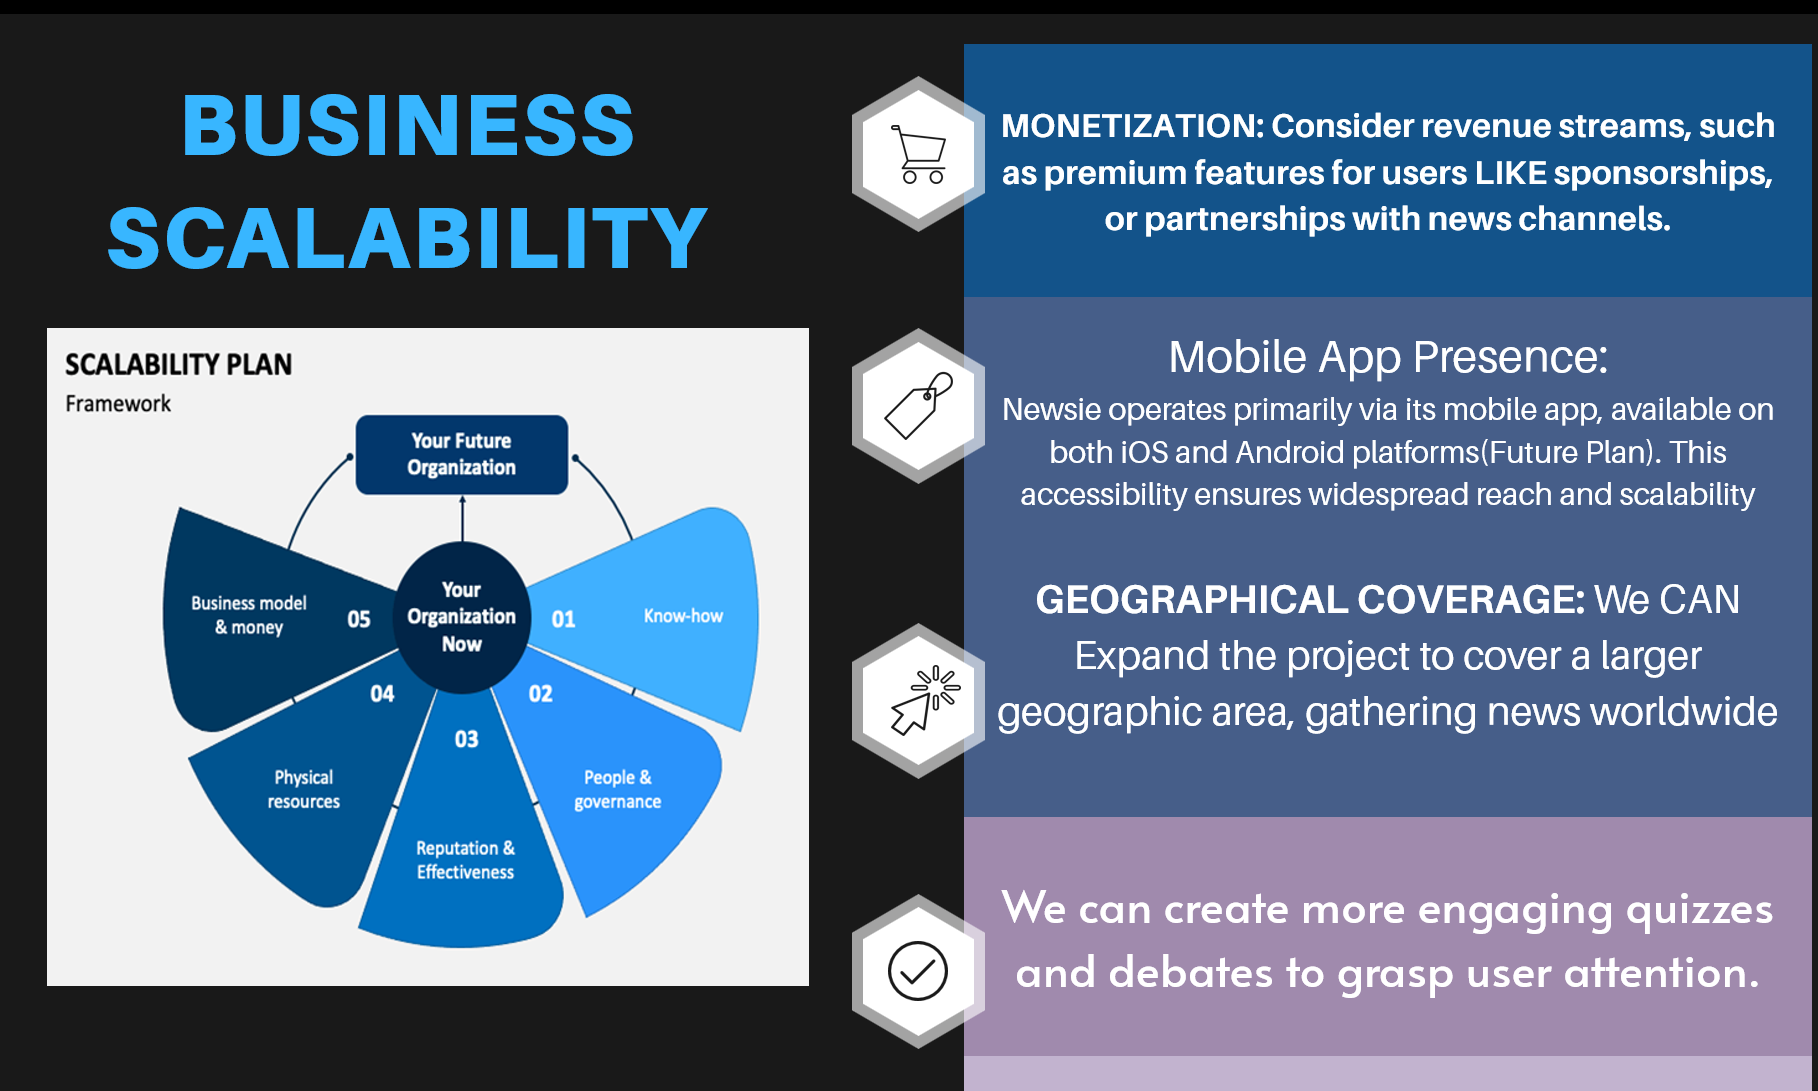 BUSINESS
SCALABILITY
SCALABILITY PLAN
Framework
Your Future
Organization
Your
Organization
Now
01
Know-how
02
People &
governance
03
Reputation &
Effectiveness
04
Physical
resources
05
Business model
& money
MONETIZATION: Consider revenue streams, such
as premium features for users LIKE sponsorships,
or partnerships with news channels.
Mobile App Presence:
Newsie operates primarily via its mobile app, available on
both iOS and Android platforms(Future Plan). This
accessibility ensures widespread reach and scalability
GEOGRAPHICAL COVERAGE: We CAN
Expand the project to cover a larger
geographic area, gathering news worldwide
We can create more engaging quizzes
and debates to grasp user attention.